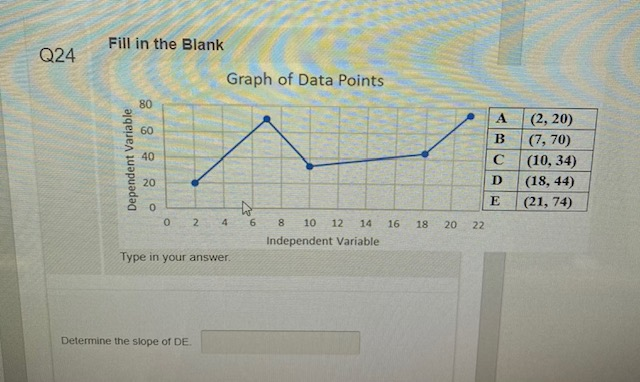 Q24
Fill in the Blank
Graph of Data Points
Dependent Variable
80
60
40
20
0
0 2 4 6 8 10 12 14 16 18 20 22
Independent Variable
A (2, 20)
B (7, 70)
C (10, 34)
D (18, 44)
E (21, 74)
Type in your answer.
Determine the slope of DE.